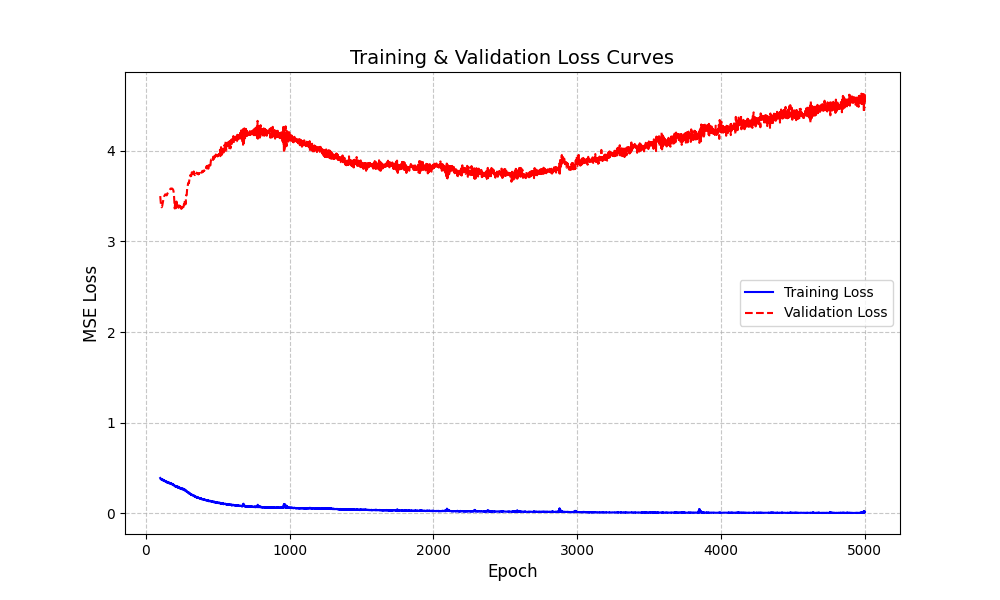 Training & Validation Loss Curves
MSE Loss
4
3
2
1
0
Training Loss
Validation Loss
0 1000 2000 3000 4000 5000
Epoch